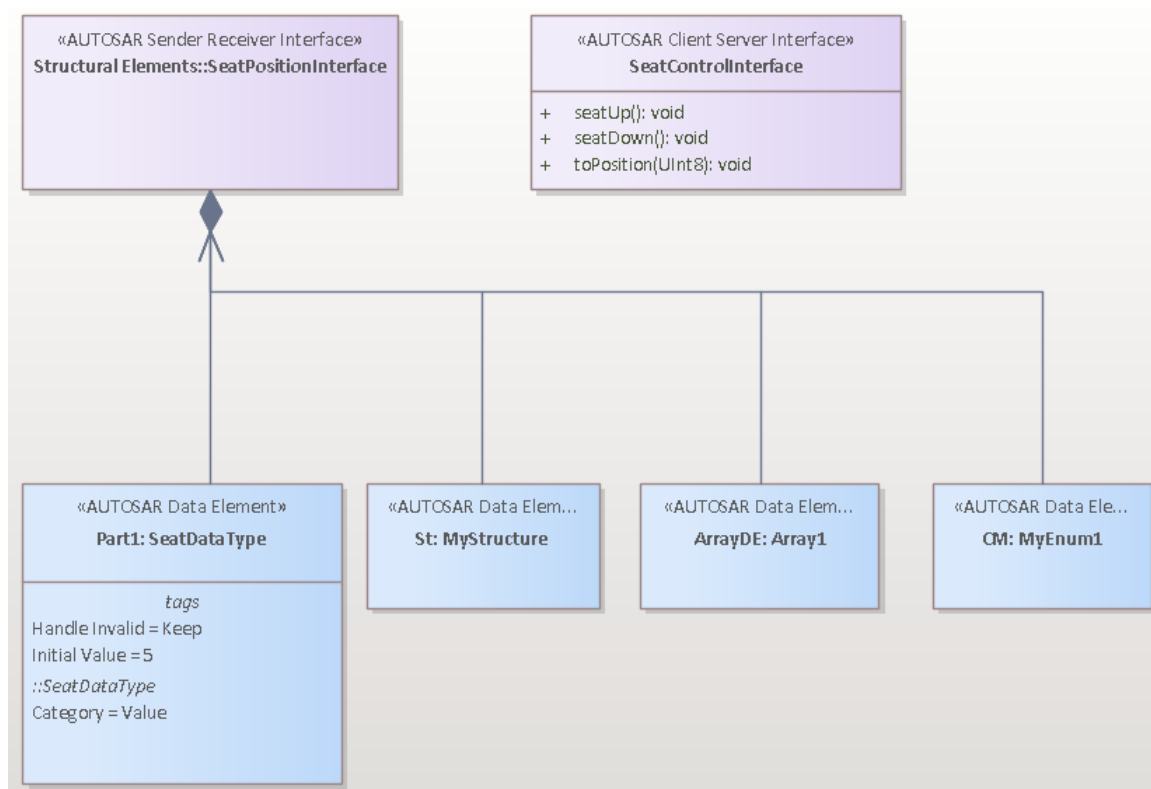 «AUTOSAR Sender Receiver Interface»
Structural Elements::SeatPositionInterface
«AUTOSAR Client Server Interface»
SeatControlInterface
+ seatUp(): void
+ seatDown(): void
+ toPosition(UInt8): void
«AUTOSAR Data Element»
Part1: SeatDataType
tags
Handle Invalid = Keep
Initial Value = 5
::SeatDataType
Category = Value
«AUTOSAR Data Elem...
St: MyStructure
«AUTOSAR Data Elem...
ArrayDE: Array1
«AUTOSAR Data Ele...
CM: MyEnum1